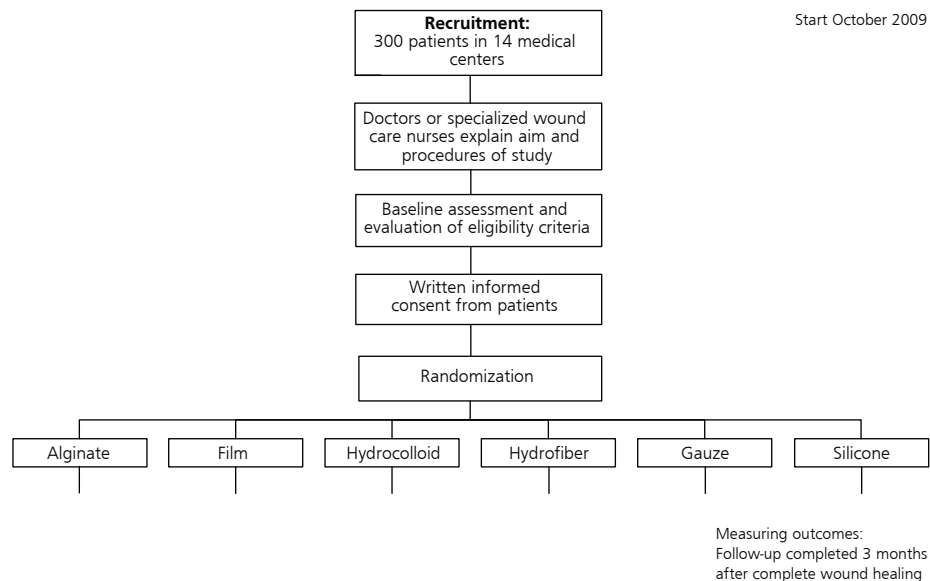 Start October 2009
Recruitment:
300 patients in 14 medical
centers
Doctors or specialized wound
care nurses explain aim and
procedures of study
Baseline assessment and
evaluation of eligibility criteria
Written informed
consent from patients
Randomization
Alginate
Film
Hydrocolloid
Hydrofiber
Gauze
Silicone
Measuring outcomes:
Follow-up completed 3 months
after complete wound healing